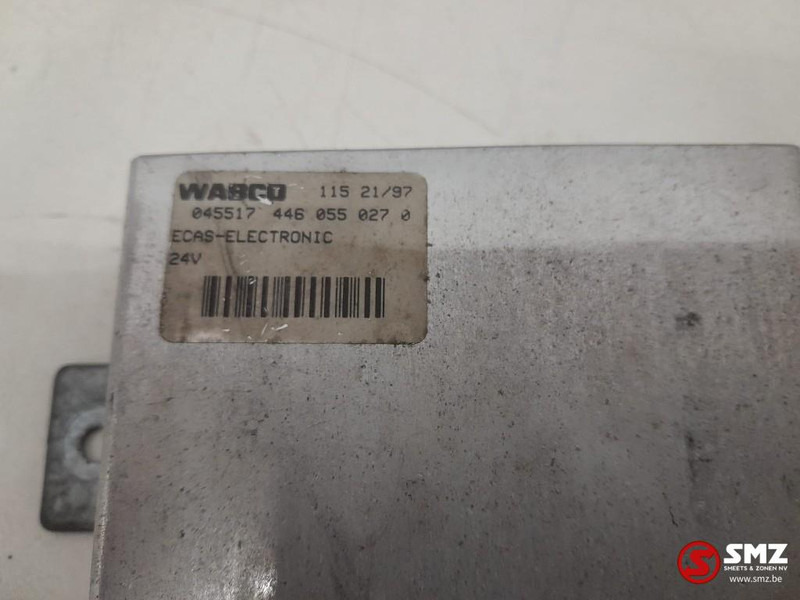 WABCO 115 21/97
045517 446 055 027 0
ECAS-ELECTRONIC
24V
SMZ
SMEETS & ZONEN NV
www.smz.be